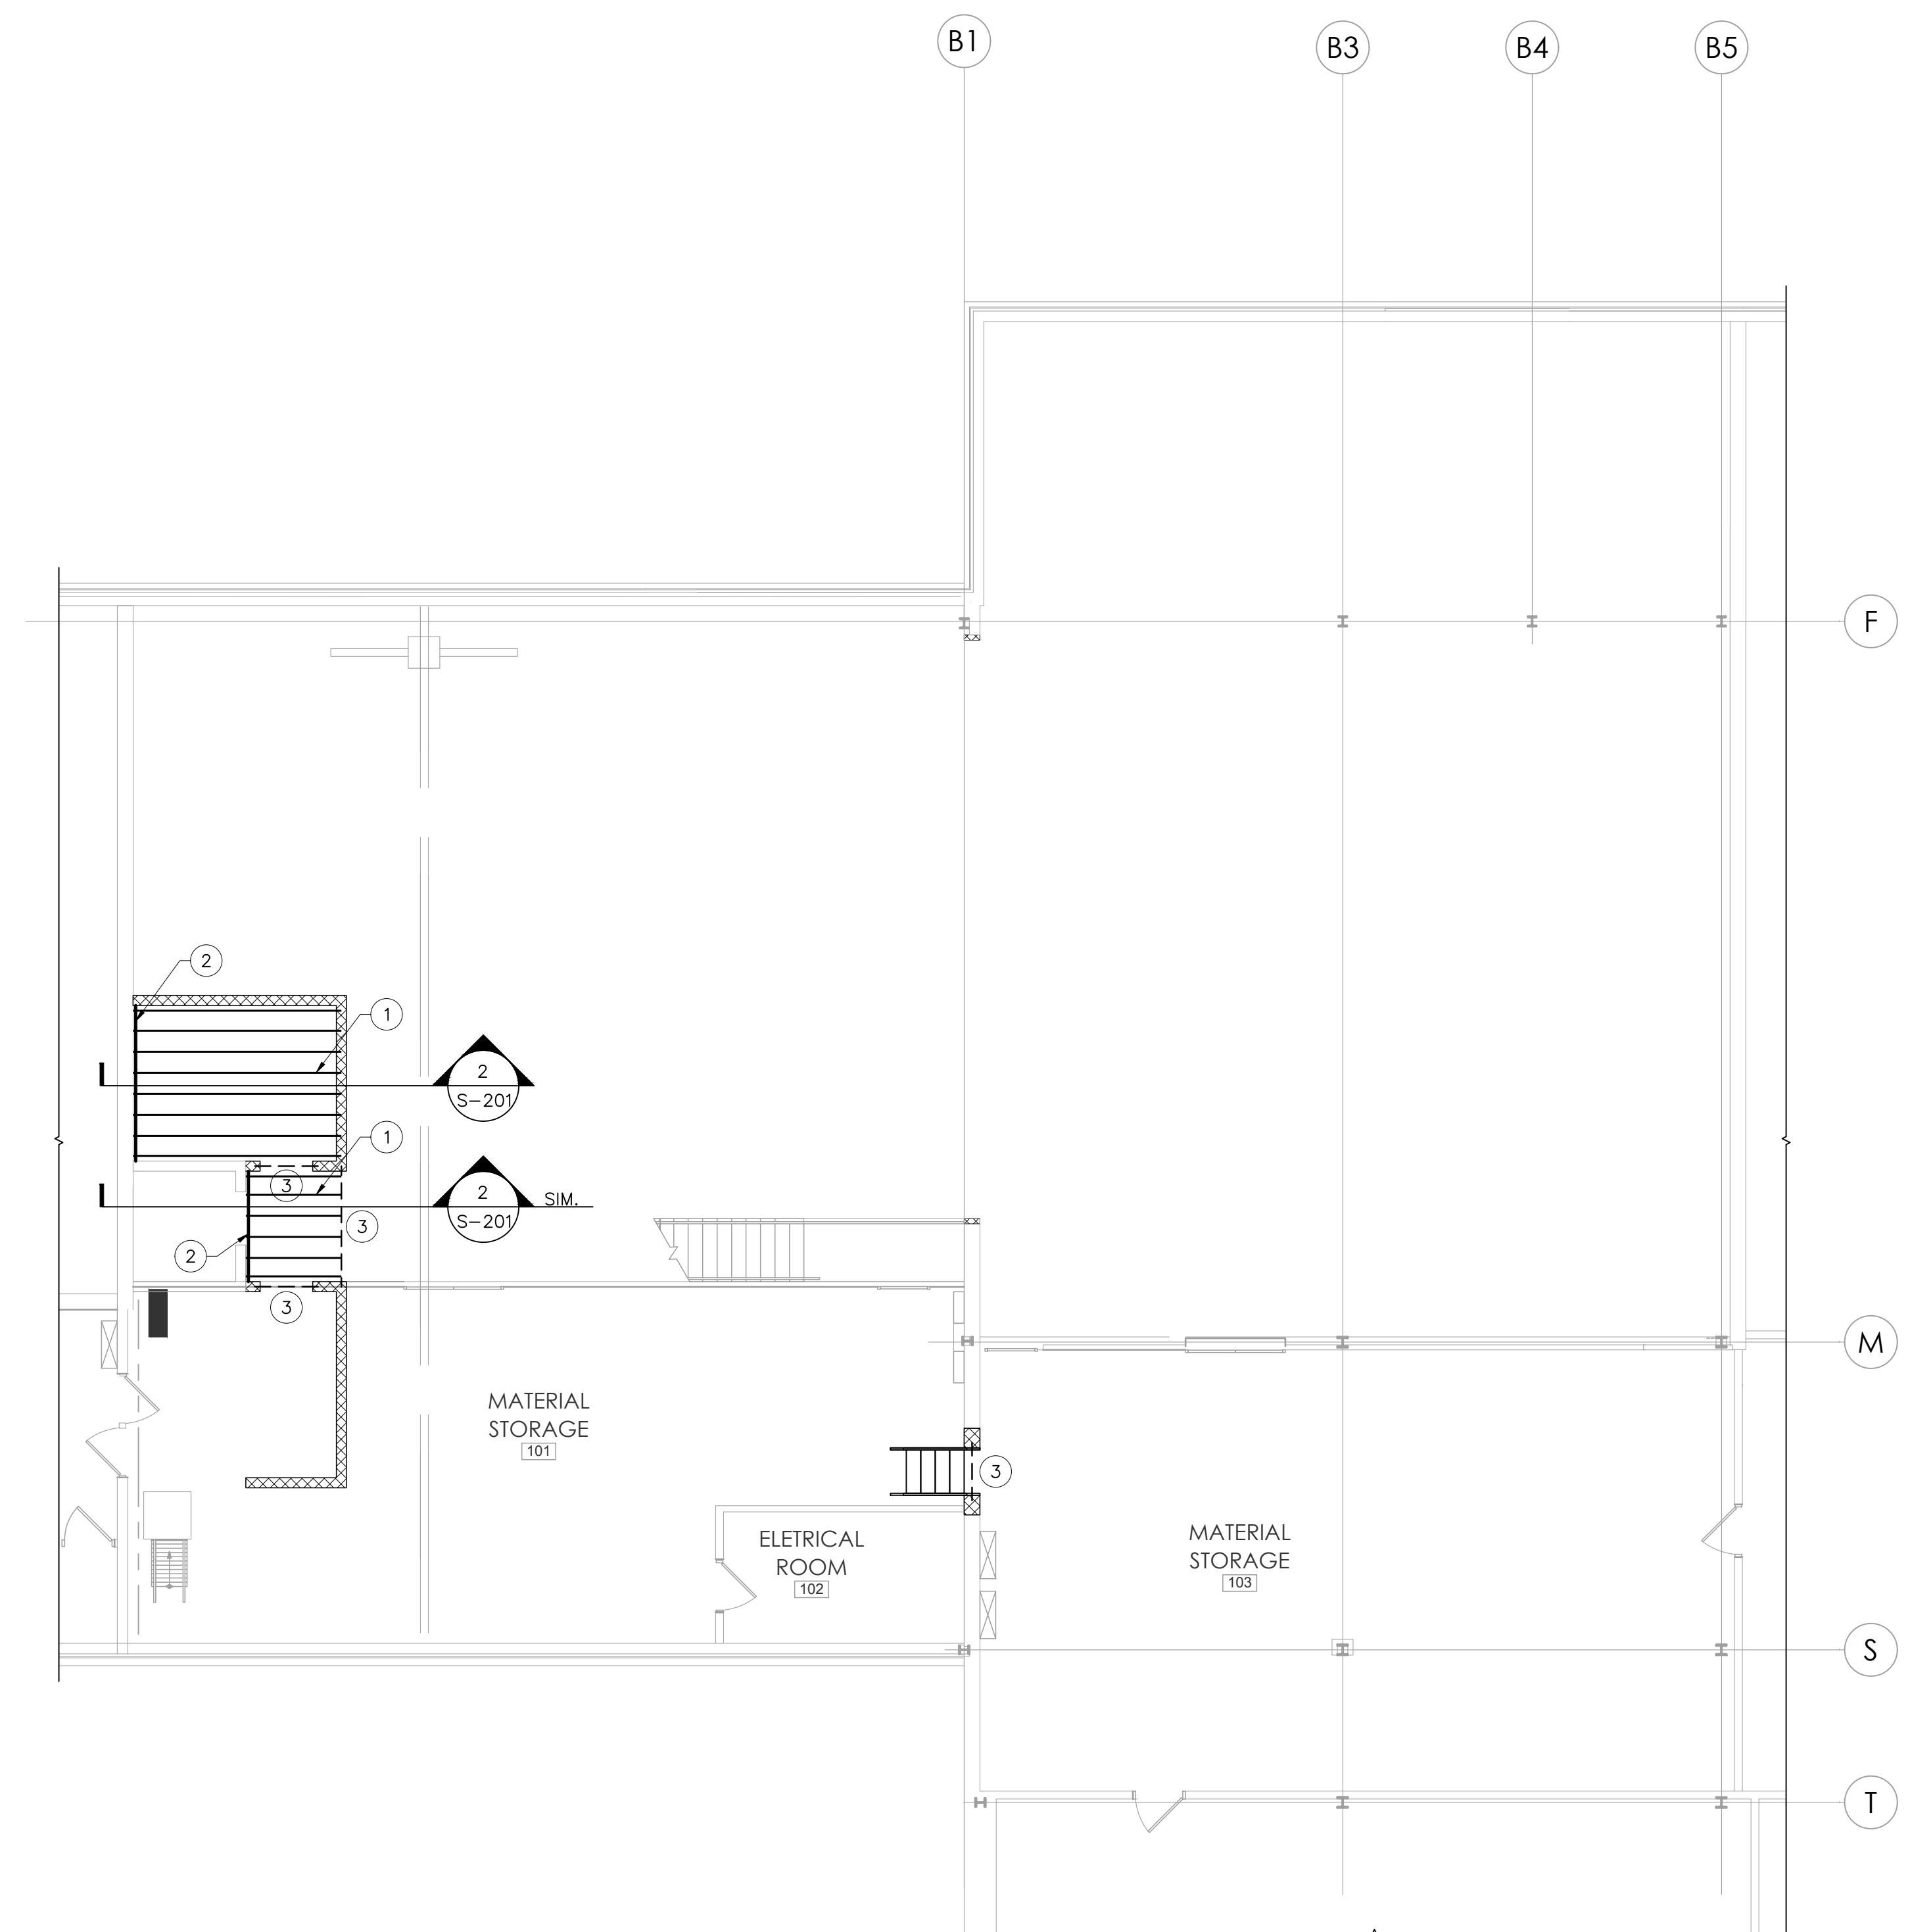 B1
B3
B4
B5
F
2
1
2
S-201
1
3
2
S-201
SIM.
3
2
3
M
MATERIAL
STORAGE
101
3
ELETRICAL
ROOM
102
MATERIAL
STORAGE
103
S
T